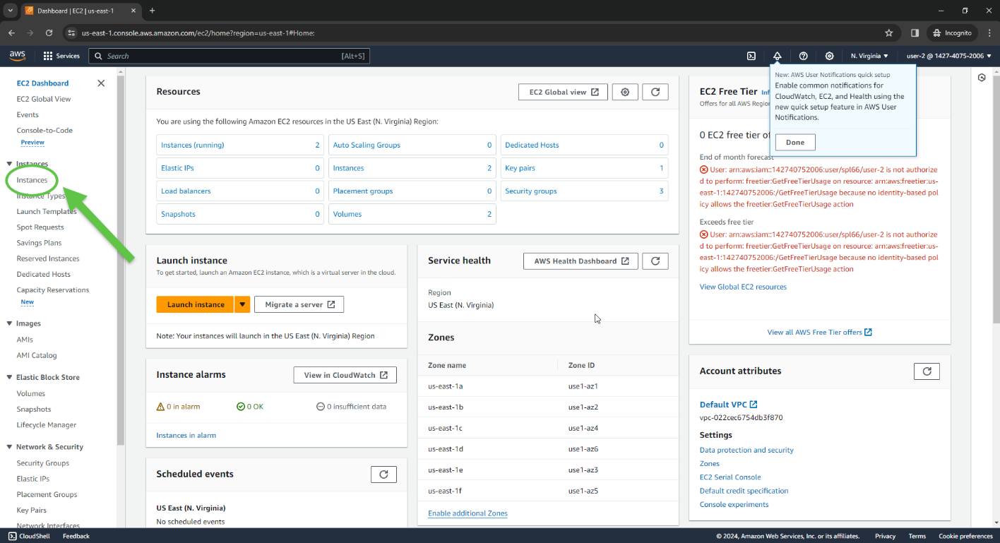 Dashboard | EC2 | us-east-1
us-east-1.console.aws.amazon.com/ec2/home?region=us-east-1#Home:
Incognito
aws
Services
Search
[Alt+S]
N. Virginia
user-2 @ 1427-4075-2006
New: AWS User Notifications quick setup
Enable common notifications for
CloudWatch, EC2, and Health using the
new quick setup feature in AWS User
Notifications.
Done
EC2 Dashboard
EC2 Global View
Events
Console-to-Code
Preview
Instances
Instances
Instance Types
Launch Templates
Spot Requests
Savings Plans
Reserved Instances
Dedicated Hosts
Capacity Reservations
New
Images
AMIs
AMI Catalog
Elastic Block Store
Volumes
Snapshots
Lifecycle Manager
Network & Security
Security Groups
Elastic IPs
Placement Groups
Key Pairs
Network Interfaces
Resources
EC2 Global view
You are using the following Amazon EC2 resources in the US East (N. Virginia) Region:
Instances (running) 2
Auto Scaling Groups 0
Dedicated Hosts 0
Elastic IPs 0
Instances 2
Key pairs 1
Load balancers 0
Placement groups 0
Security groups 3
Snapshots 0
Volumes 2
Launch instance
To get started, launch an Amazon EC2 instance, which is a virtual server in the cloud.
Launch instance
Migrate a server
Note: Your instances will launch in the US East (N. Virginia) Region
Instance alarms
View in CloudWatch
0 in alarm
0 OK
0 insufficient data
Instances in alarm
Scheduled events
US East (N. Virginia)
No scheduled events
Service health
AWS Health Dashboard
Region
US East (N. Virginia)
Zones
Zone name Zone ID
us-east-1a use1-az1
us-east-1b use1-az2
us-east-1c use1-az4
us-east-1d use1-az6
us-east-1e use1-az3
us-east-1f use1-az5
Enable additional Zones
EC2 Free Tier
Offers for all AWS
0 EC2 free tier
End of month forecast
User: arn:aws:iam::142740752006:user/spl66/user-2 is not authorize
d to perform: freetier:GetFreeTierUsage on resource: arn:aws:freetier:us-
east-1:142740752006:/GetFreeTierUsage because no identity-based pol
icy allows the freetier:GetFreeTierUsage action
Exceeds free tier
User: arn:aws:iam::142740752006:user/spl66/user-2 is not authorize
d to perform: freetier:GetFreeTierUsage on resource: arn:aws:freetier:us-
east-1:142740752006:/GetFreeTierUsage because no identity-based pol
icy allows the freetier:GetFreeTierUsage action
View Global EC2 resources
View all AWS Free Tier offers
Account attributes
Default VPC
vpc-022cec6754db3f870
Settings
Data protection and security
Zones
EC2 Serial Console
Default credit specification
Console experiments
CloudShell
Feedback
© 2024, Amazon Web Services, Inc. or its affiliates.
Privacy
Terms
Cookie preferences